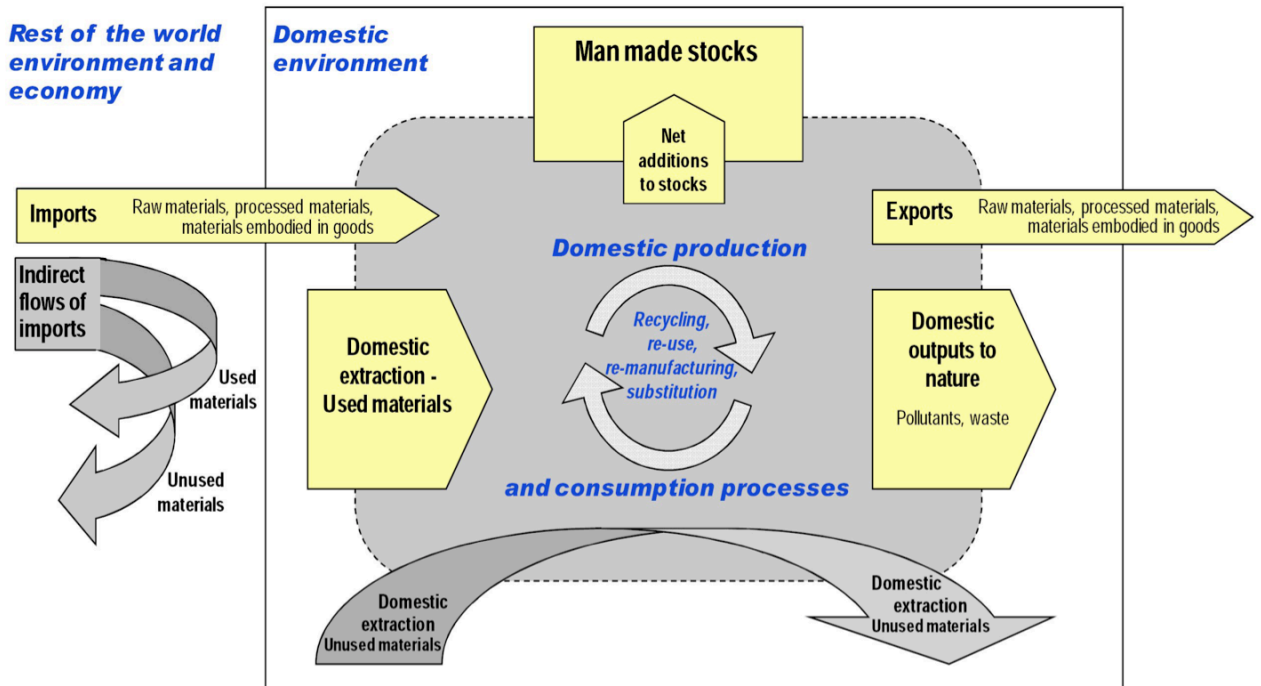 Rest of the world
environment and
economy
Domestic
environment
Man made stocks
Net
additions
to stocks
Imports
Raw materials, processed materials,
materials embodied in goods
Exports
Raw materials, processed materials,
materials embodied in goods
Indirect
flows of
imports
Used
materials
Unused
materials
Domestic
extraction -
Used materials
Domestic production
Recycling,
re-use,
re-manufacturing,
substitution
and consumption processes
Domestic
outputs to
nature
Pollutants, waste
Domestic
extraction
Unused materials
Domestic
extraction
Unused materials